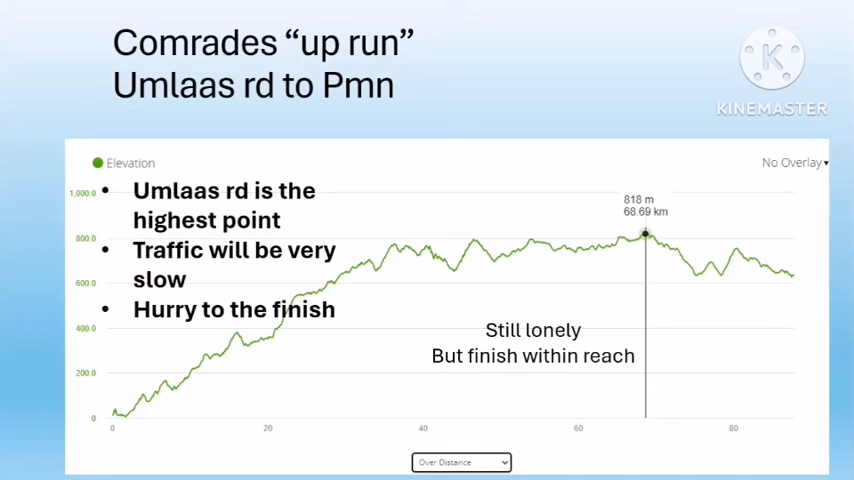 Comrades “up run”
Umlaas rd to Pmn
K
KINEMASTER
Elevation
No Overlay
• Umlaas rd is the
highest point
• Traffic will be very
slow
• Hurry to the finish
818 m
68.69 km
Still lonely
But finish within reach
1,000.0
800.0
600.0
400.0
200.0
0
0 20 40 60 80
Over Distance